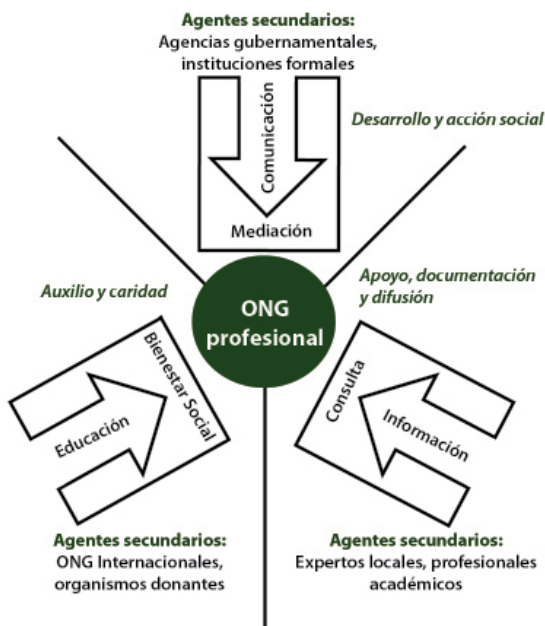 Agentes secundarios:
Agencias gubernamentales,
instituciones formales
Comunicación
Mediación
Desarrollo y acción social
Auxilio y caridad
Apoyo, documentación
y difusión
ONG
profesional
Bienestar Social
Educación
Consulta
Información
Agentes secundarios:
ONG Internacionales,
organismos donantes
Agentes secundarios:
Expertos locales, profesionales
académicos